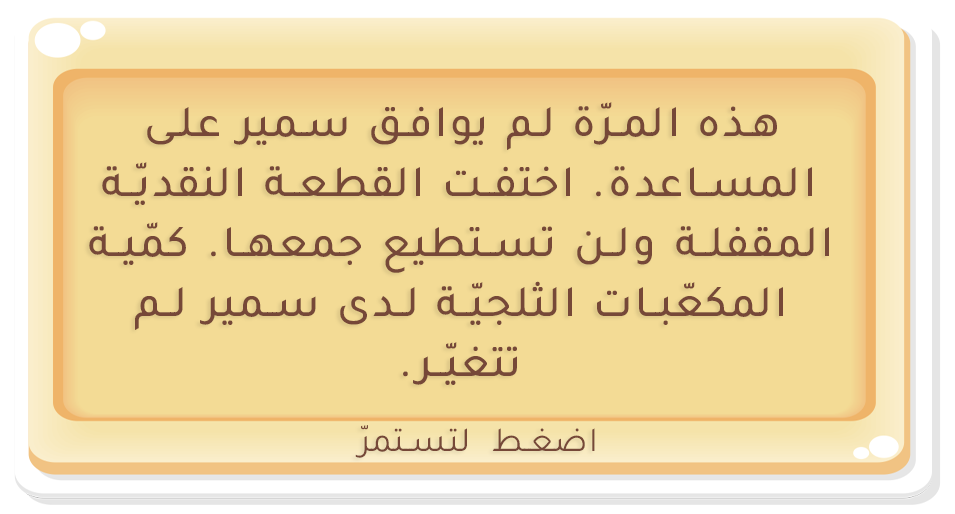 هذه المرّة لم يوافق سمير على
المساعدة. اختفت القطعة النقديّة
المقفلة ولن تستطيع جمعها. كمّية
المكعّبات الثلجيّة لدى سمير لم
تتغيّر.
اضغط لتستمرّ